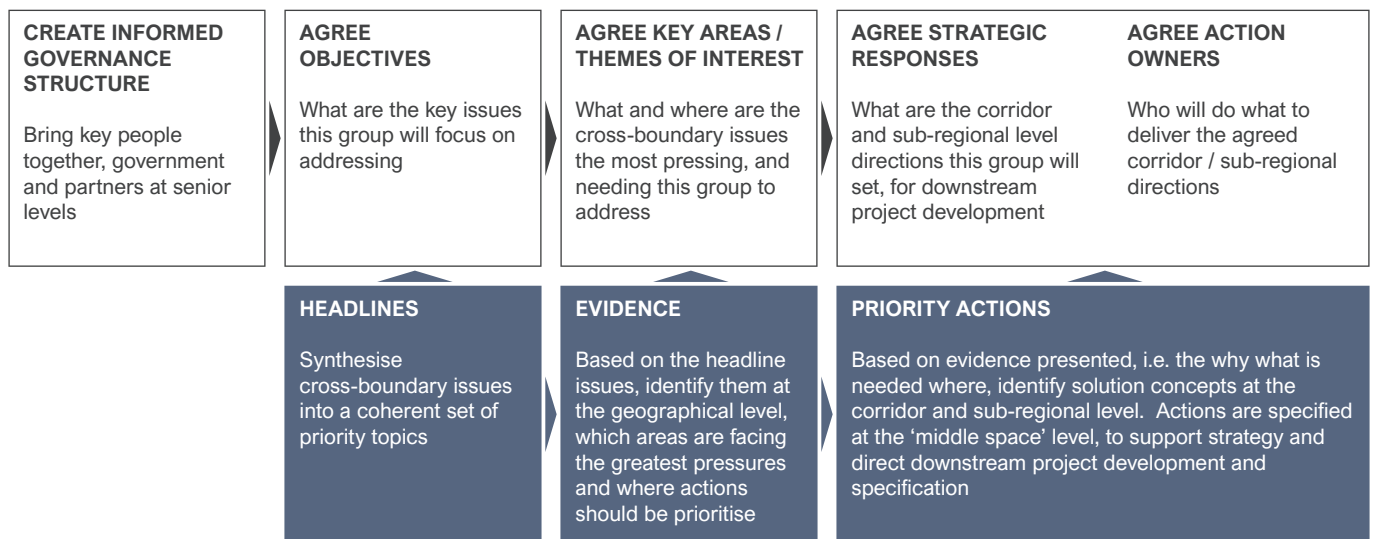 CREATE INFORMED
GOVERNANCE
STRUCTURE
Bring key people
together, government
and partners at senior
levels
AGREE
OBJECTIVES
What are the key issues
this group will focus on
addressing
AGREE KEY AREAS /
THEMES OF INTEREST
What and where are the
cross-boundary issues
the most pressing, and
needing this group to
address
AGREE STRATEGIC
RESPONSES
What are the corridor
and sub-regional level
directions this group will
set, for downstream
project development
AGREE ACTION
OWNERS
Who will do what to
deliver the agreed
corridor / sub-regional
directions
HEADLINES
Synthesise
cross-boundary issues
into a coherent set of
priority topics
EVIDENCE
Based on the headline
issues, identify them at
the geographical level,
which areas are facing
the greatest pressures
and where actions
should be prioritise
PRIORITY ACTIONS
Based on evidence presented, i.e. the why what is
needed where, identify solution concepts at the
corridor and sub-regional level.  Actions are specified
at the ‘middle space’ level, to support strategy and
direct downstream project development and
specification